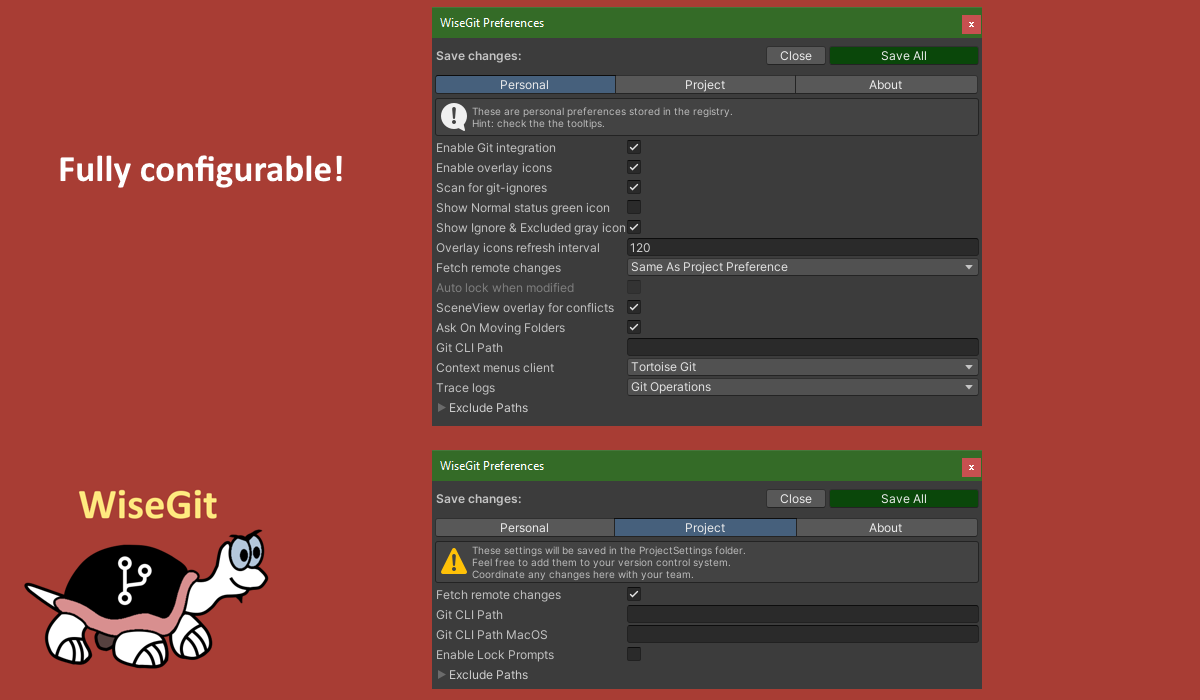 Fully configurable!
WiseGit
WiseGit Preferences
x
Save changes:
Close
Save All
Personal
Project
About
These are personal preferences stored in the registry.
Hint: check the the tooltips.
Enable Git integration
Enable overlay icons
Scan for git-ignores
Show Normal status green icon
Show Ignore & Excluded gray icon
Overlay icons refresh interval 120
Fetch remote changes Same As Project Preference
Auto lock when modified
SceneView overlay for conflicts
Ask On Moving Folders
Git CLI Path
Context menus client Tortoise Git
Trace logs Git Operations
Exclude Paths
WiseGit Preferences
x
Save changes:
Close
Save All
Personal
Project
About
These settings will be saved in the ProjectSettings folder.
Feel free to add them to your version control system.
Coordinate any changes here with your team.
Fetch remote changes
Git CLI Path
Git CLI Path MacOS
Enable Lock Prompts
Exclude Paths